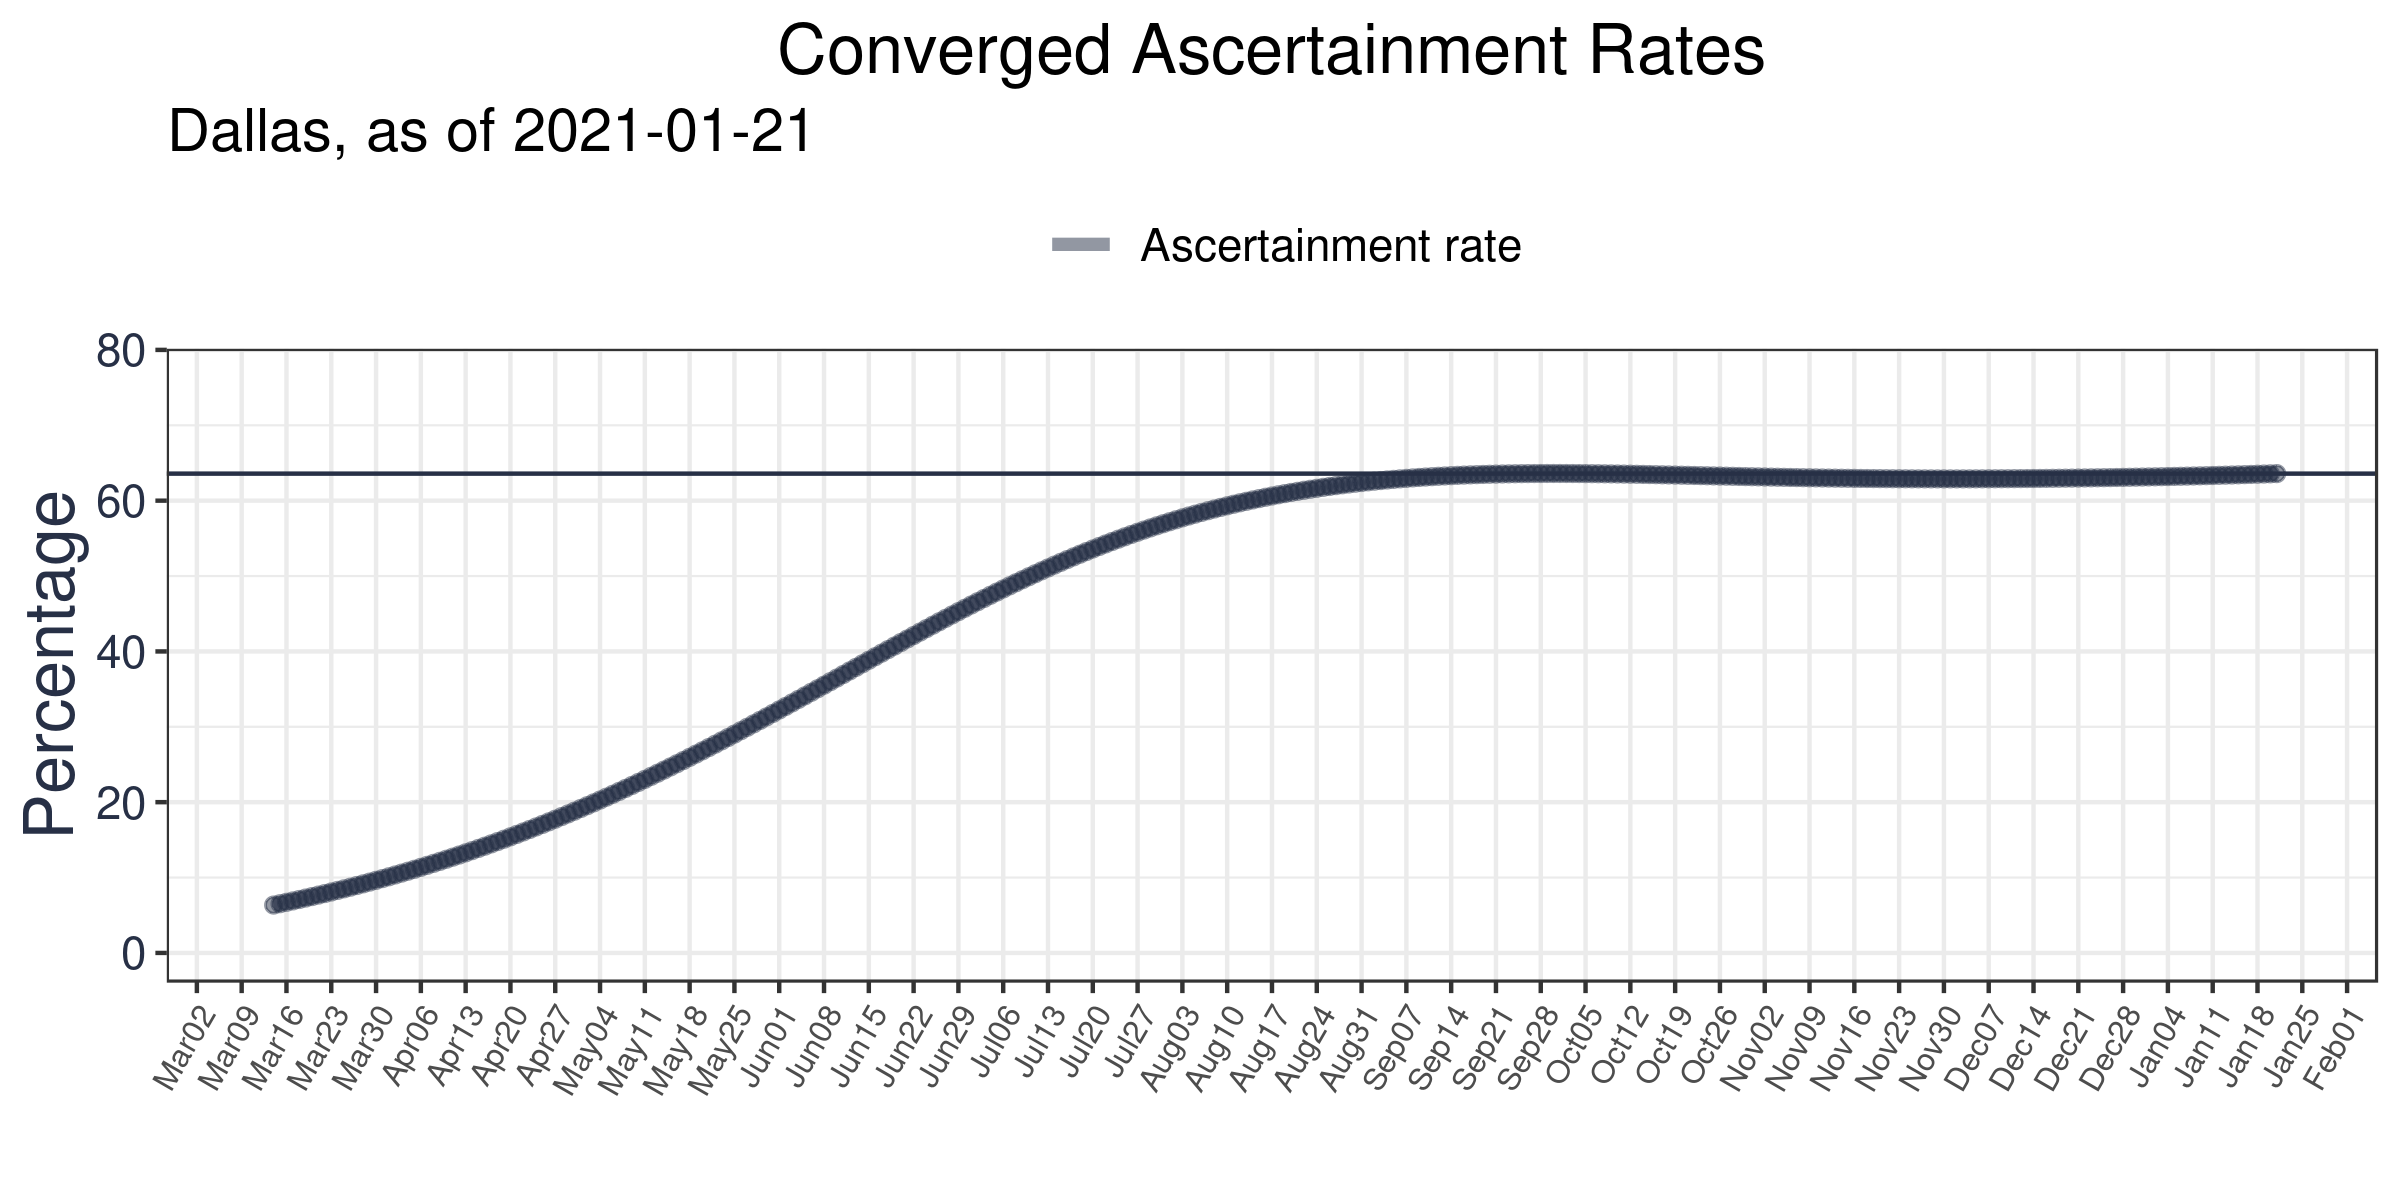 Converged Ascertainment Rates
Dallas, as of 2021-01-21
Ascertainment rate
Percentage
80
60
40
20
0
Mar02 Mar09 Mar16 Mar23 Mar30 Apr06 Apr13 Apr20 Apr27 May04 May11 May18 May25 Jun01 Jun08 Jun15 Jun22 Jun29 Jul06 Jul13 Jul20 Jul27 Aug03 Aug10 Aug17 Aug24 Aug31 Sep07 Sep14 Sep21 Sep28 Oct05 Oct12 Oct19 Oct26 Nov02 Nov09 Nov16 Nov23 Nov30 Dec07 Dec14 Dec21 Dec28 Jan04 Jan11 Jan18 Jan25 Feb01